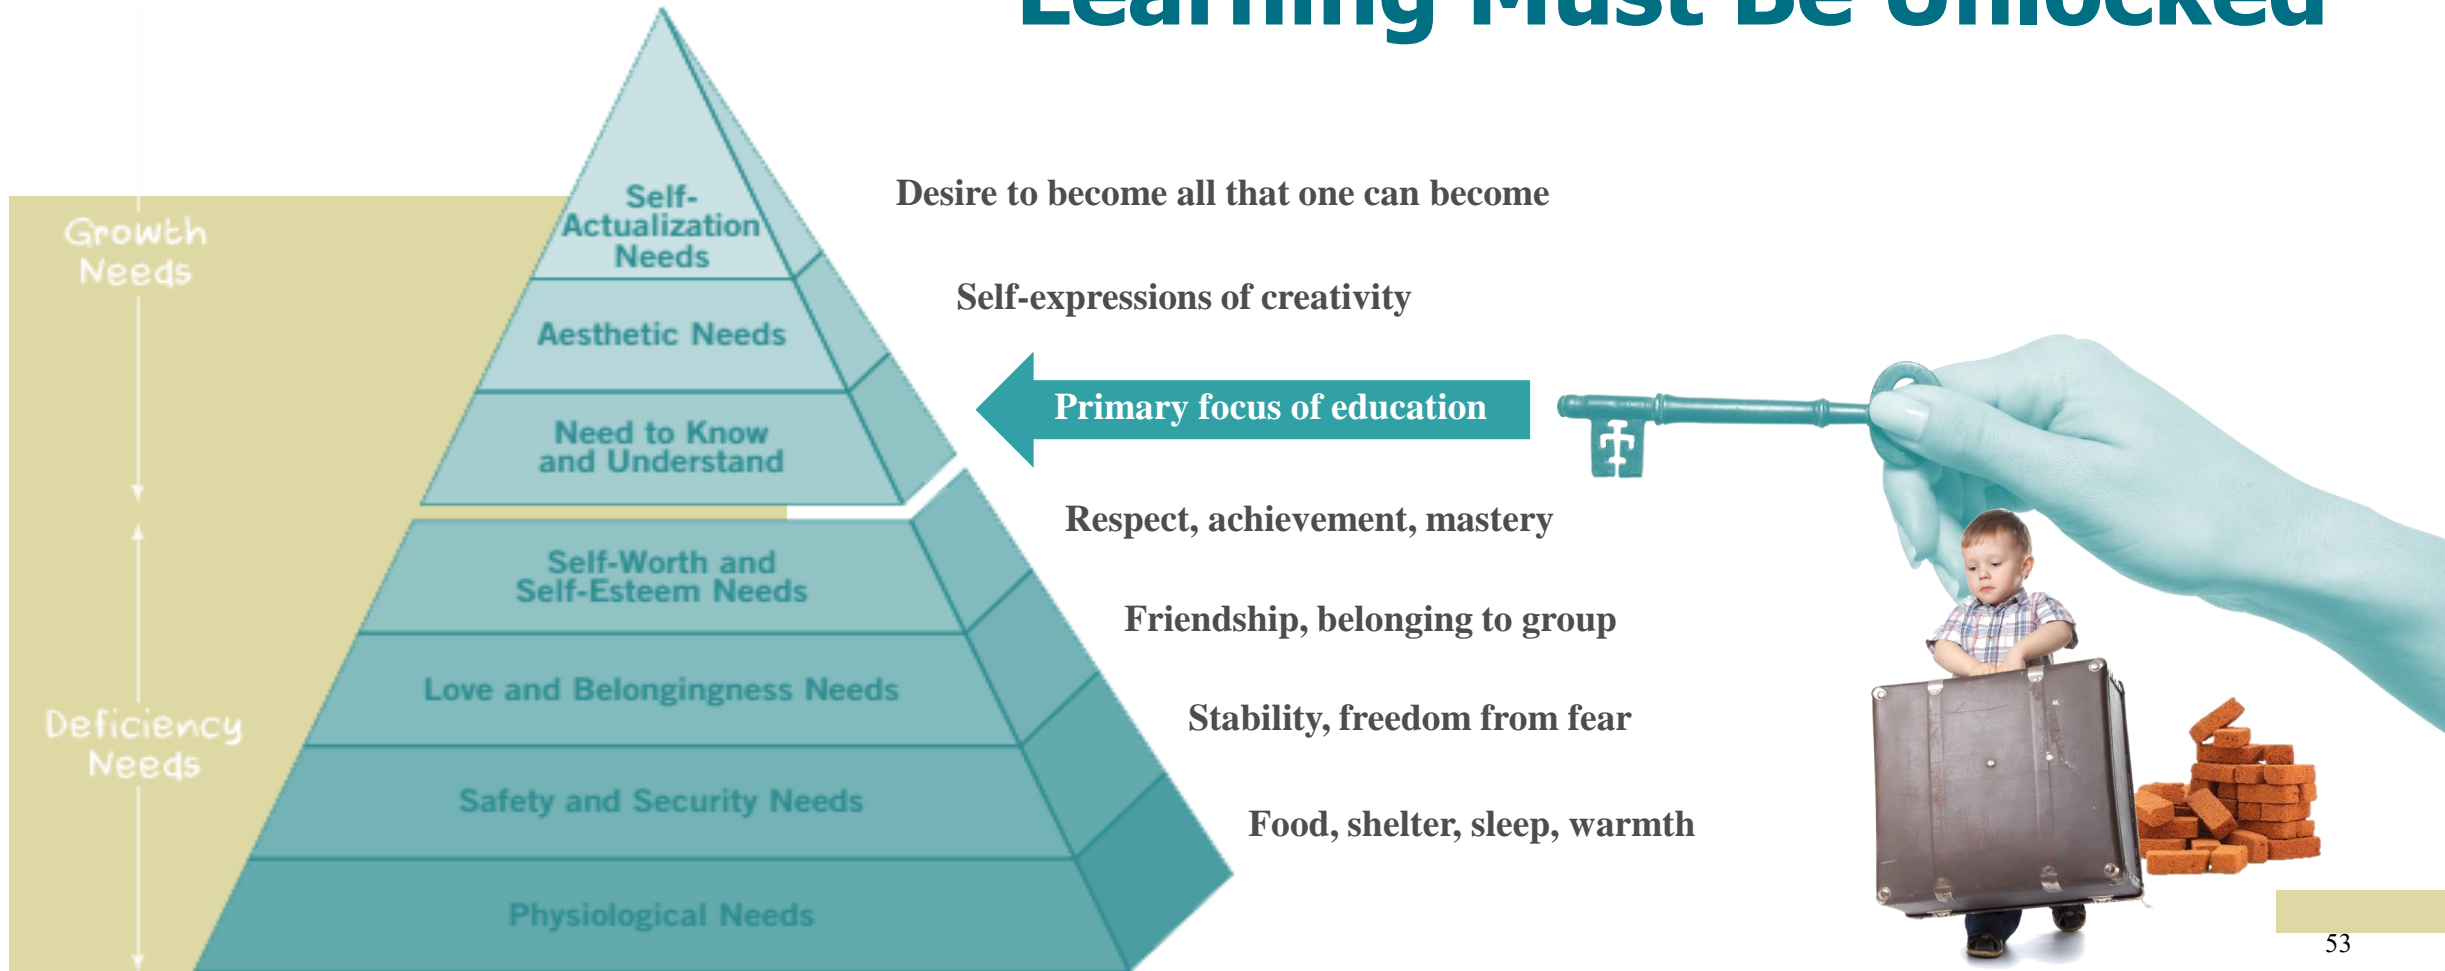 Learning Must Be Unlocked
Growth
Needs
Deficiency
Needs
Self-
Actualization
Needs
Aesthetic Needs
Need to Know
and Understand
Self-Worth and
Self-Esteem Needs
Love and Belongingness Needs
Safety and Security Needs
Physiological Needs
Desire to become all that one can become
Self-expressions of creativity
Primary focus of education
Respect, achievement, mastery
Friendship, belonging to group
Stability, freedom from fear
Food, shelter, sleep, warmth
53